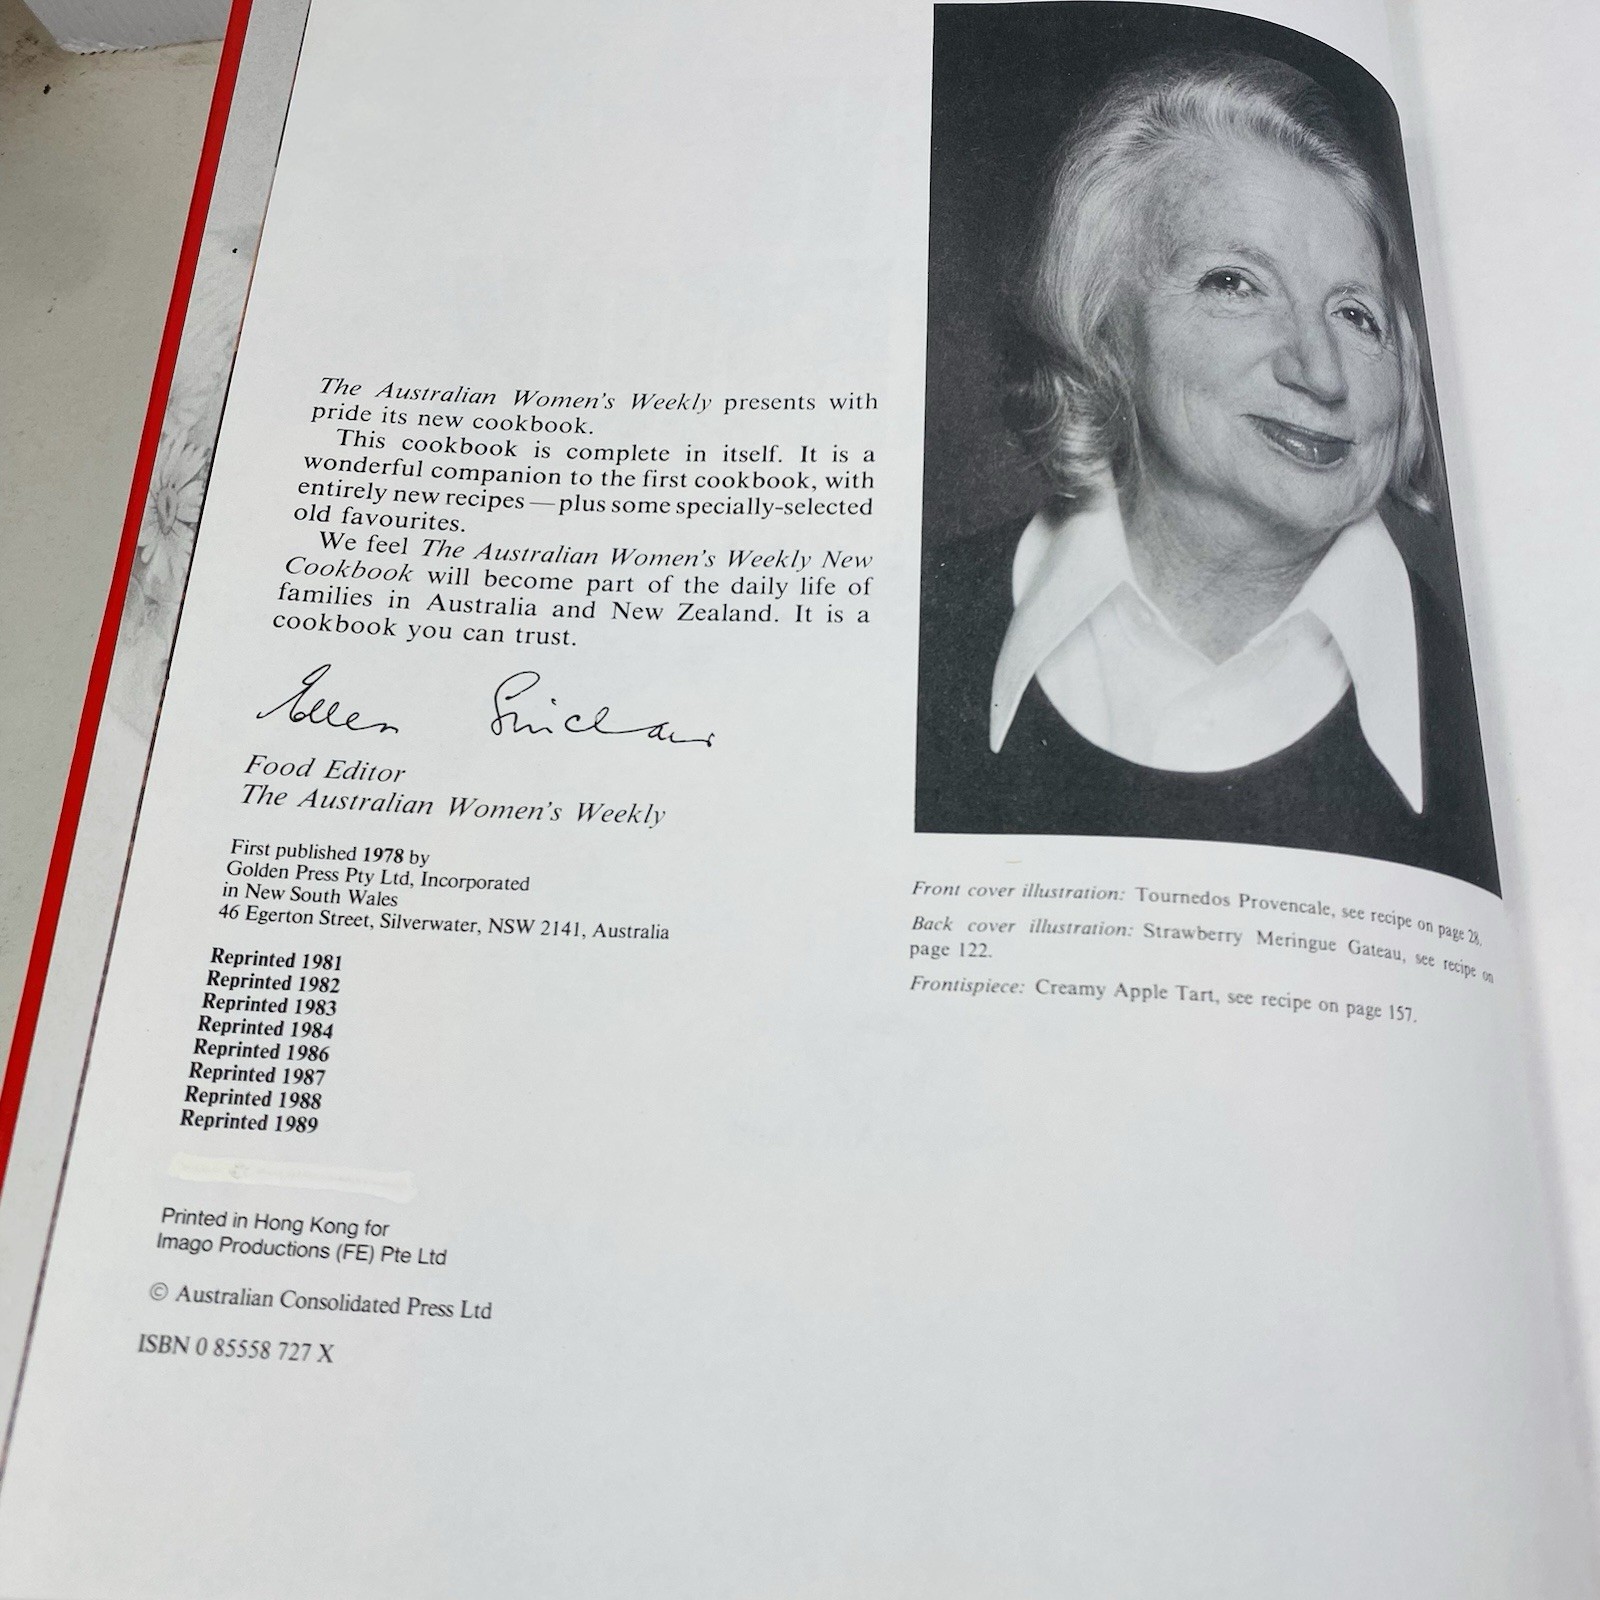 The Australian Women's Weekly presents with
pride its new cookbook.
This cookbook is complete in itself. It is a
wonderful companion to the first cookbook, with
entirely new recipes—plus some specially-selected
old favourites.
We feel The Australian Women's Weekly New
Cookbook will become part of the daily life of
families in Australia and New Zealand. It is a
cookbook you can trust.
Ellen Sinclair
Food Editor
The Australian Women's Weekly
First published 1978 by
Golden Press Pty Ltd, Incorporated
in New South Wales
46 Egerton Street, Silverwater, NSW 2141, Australia
Reprinted 1981
Reprinted 1982
Reprinted 1983
Reprinted 1984
Reprinted 1986
Reprinted 1987
Reprinted 1988
Reprinted 1989
Printed in Hong Kong for
Imago Productions (FE) Pte Ltd
© Australian Consolidated Press Ltd
ISBN 0 85558 727 X
Front cover illustration: Tournedos Provencale, see recipe on page 28.
Back cover illustration: Strawberry Meringue Gateau, see recipe on
page 122.
Frontispiece: Creamy Apple Tart, see recipe on page 157.